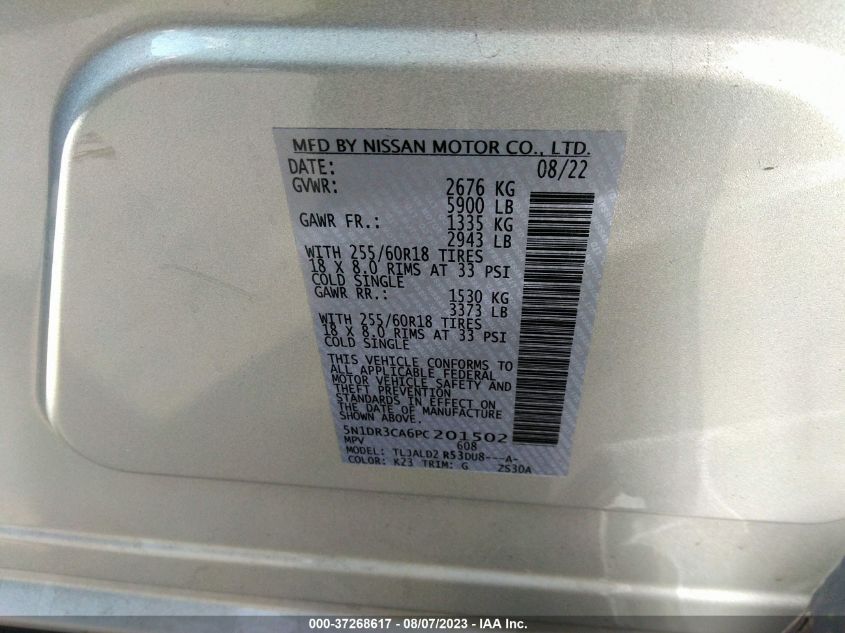 MFD BY NISSAN MOTOR CO., LTD.
DATE: 08/22
GVWR: 2676 KG
5900 LB
GAWR FR.: 1335 KG
2943 LB
WITH 255/60R18 TIRES
18 X 8.0 RIMS AT 33 PSI
COLD SINGLE
GAWR RR.: 1530 KG
3373 LB
WITH 255/60R18 TIRES
18 X 8.0 RIMS AT 33 PSI
COLD SINGLE
THIS VEHICLE CONFORMS TO
ALL APPLICABLE FEDERAL
MOTOR VEHICLE SAFETY AND
THEFT PREVENTION
STANDARDS IN EFFECT ON
THE DATE OF MANUFACTURE
SHOWN ABOVE.
5N1DR3CA6PC201502
MPV 608
MODEL: TLJALD2 R53DU8---A-
COLOR: K23 TRIM: G ZS30A
000-37268617 - 08/07/2023 - IAA Inc.